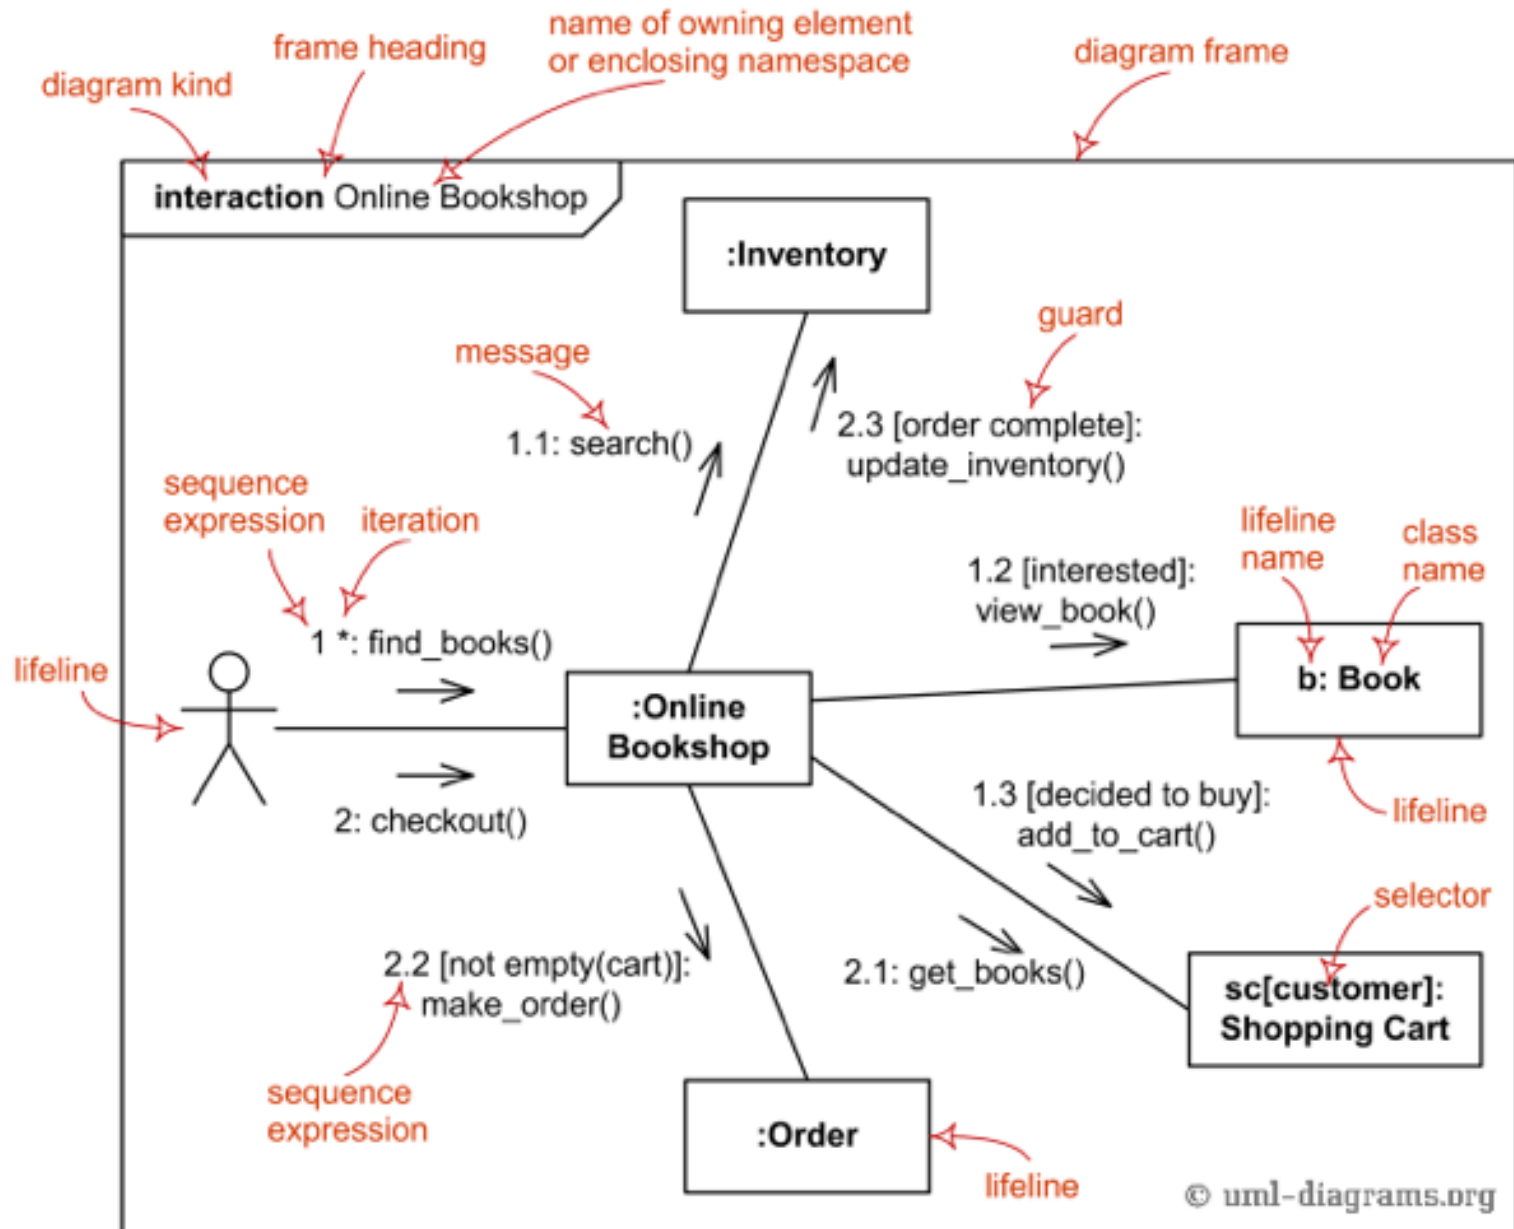 name of owning element
or enclosing namespace
frame heading
diagram frame
diagram kind
interaction Online Bookshop
:Inventory
guard
message
2.3 [order complete]:
update_inventory()
1.1: search()
sequence
expression
iteration
lifeline
name
class
name
1.2 [interested]:
view_book()
1 *: find_books()
lifeline
b: Book
:Online
Bookshop
1.3 [decided to buy]:
add_to_cart()
lifeline
2: checkout()
selector
2.2 [not empty(cart)]:
make_order()
2.1: get_books()
sc[customer]:
Shopping Cart
sequence
expression
:Order
lifeline
© uml-diagrams.org